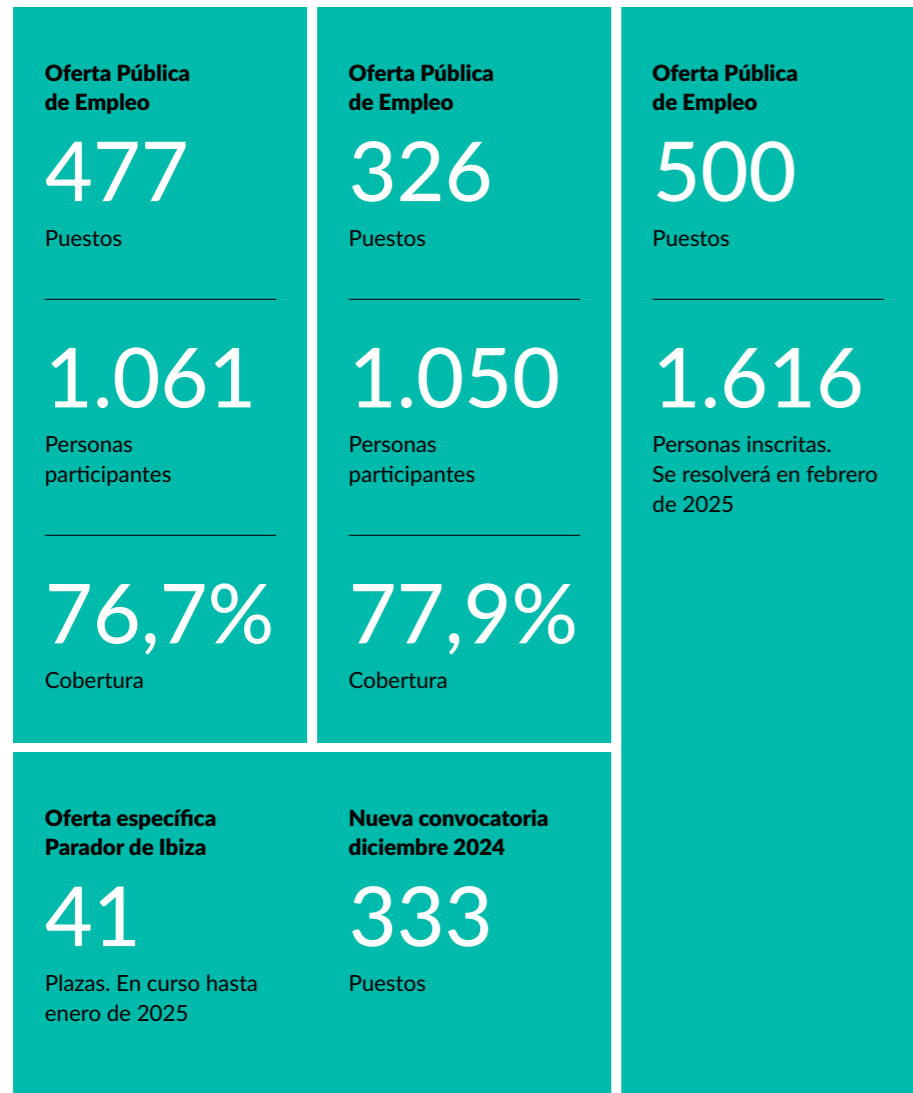 Oferta Pública
de Empleo
477
Puestos
1.061
Personas
participantes
76,7%
Cobertura
Oferta Pública
de Empleo
326
Puestos
1.050
Personas
participantes
77,9%
Cobertura
Oferta Pública
de Empleo
500
Puestos
1.616
Personas inscritas.
Se resolverá en febrero
de 2025
Oferta específica
Parador de Ibiza
41
Plazas. En curso hasta
enero de 2025
Nueva convocatoria
diciembre 2024
333
Puestos